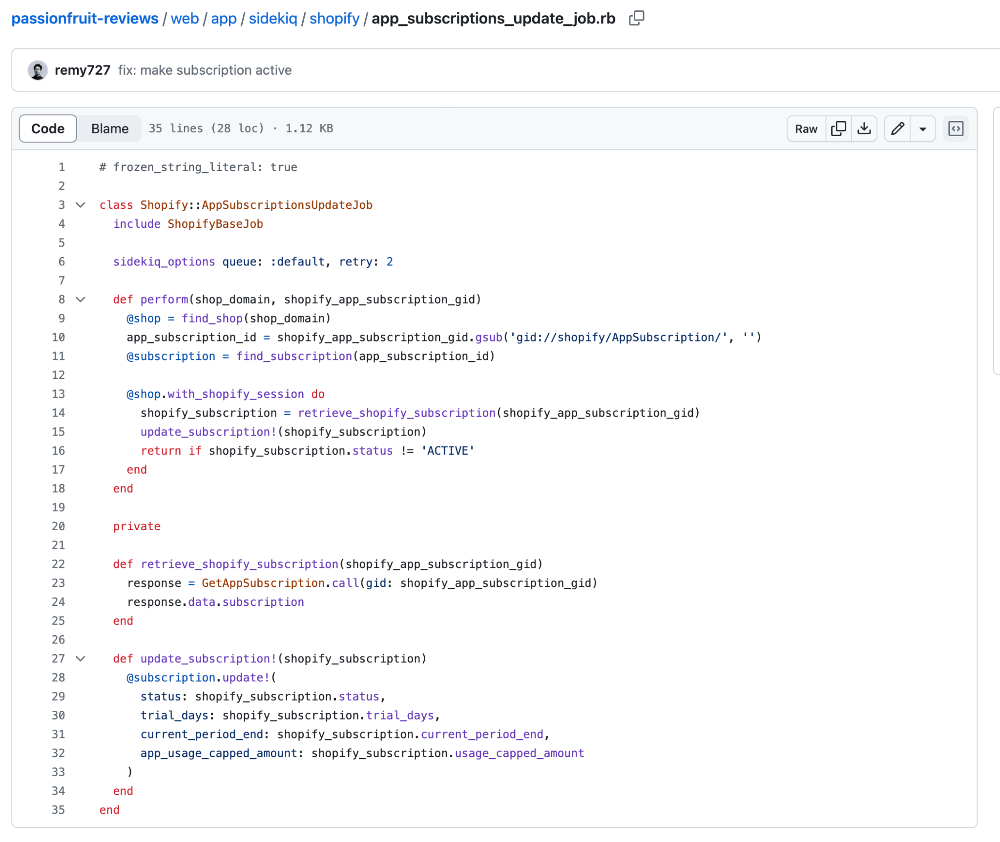 passionfruit-reviews / web / app / sidekiq / shopify / app_subscriptions_update_job.rb
remy727 fix: make subscription active
Code Blame 35 lines (28 loc) · 1.12 KB Raw
1 # frozen_string_literal: true
2
3 class Shopify::AppSubscriptionsUpdateJob
4   include ShopifyBaseJob
5
6   sidekiq_options queue: :default, retry: 2
7
8   def perform(shop_domain, shopify_app_subscription_gid)
9     @shop = find_shop(shop_domain)
10     app_subscription_id = shopify_app_subscription_gid.gsub('gid://shopify/AppSubscription/', '')
11     @subscription = find_subscription(app_subscription_id)
12
13     @shop.with_shopify_session do
14       shopify_subscription = retrieve_shopify_subscription(shopify_app_subscription_gid)
15       update_subscription!(shopify_subscription)
16       return if shopify_subscription.status != 'ACTIVE'
17     end
18   end
19
20   private
21
22   def retrieve_shopify_subscription(shopify_app_subscription_gid)
23     response = GetAppSubscription.call(gid: shopify_app_subscription_gid)
24     response.data.subscription
25   end
26
27   def update_subscription!(shopify_subscription)
28     @subscription.update!(
29       status: shopify_subscription.status,
30       trial_days: shopify_subscription.trial_days,
31       current_period_end: shopify_subscription.current_period_end,
32       app_usage_capped_amount: shopify_subscription.usage_capped_amount
33     )
34   end
35 end